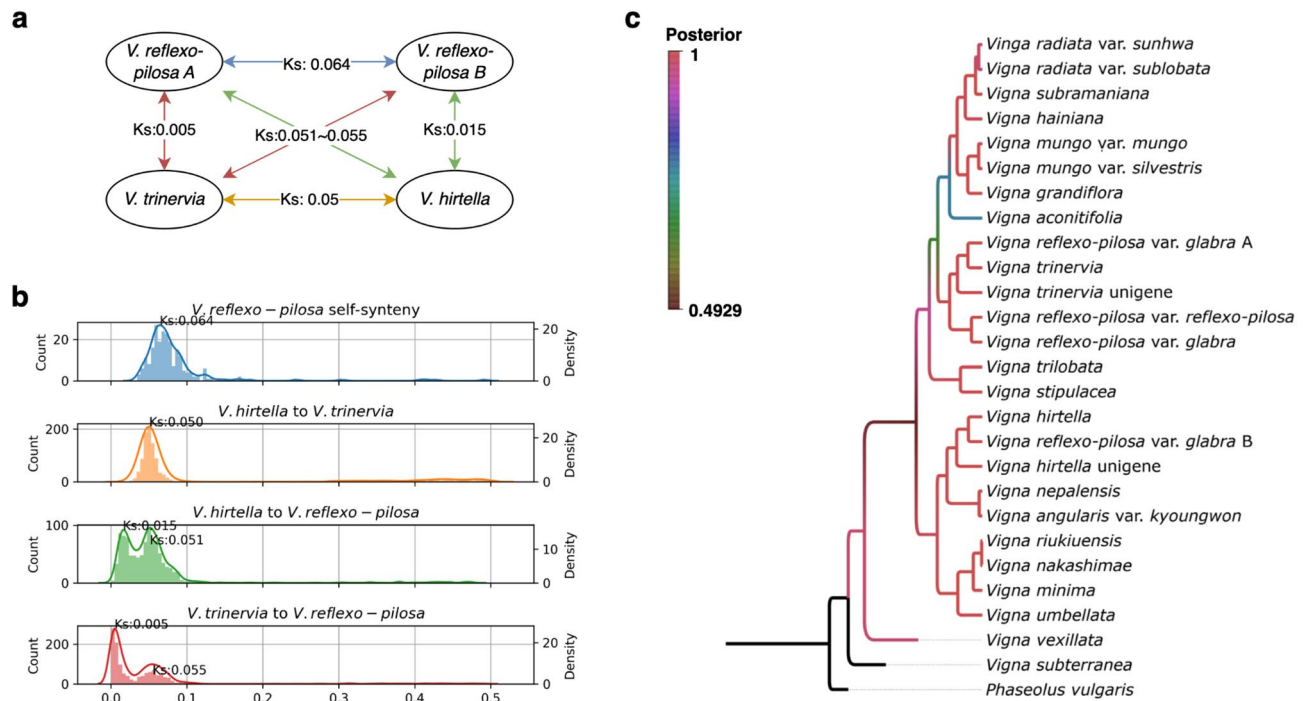 a
V. reflexo-
pilosa A
V. reflexo-
pilosa B
Ks: 0.064
Ks:0.005
Ks:0.051~0.055
Ks:0.015
V. trinervia
Ks: 0.05
V. hirtella
b
V. reflexo – pilosa self-synteny
Ks:0.064
Count
20
0
20
0
Density
V. hirtella to V. trinervia
Ks:0.050
Count
200
0
20
0
Density
V. hirtella to V. reflexo – pilosa
Ks:0.015
Ks:0.051
Count
100
0
10
0
Density
V. trinervia to V. reflexo – pilosa
Ks:0.005
Ks:0.055
Count
200
0
20
0
Density
0.0 0.1 0.2 0.3 0.4 0.5
c
Posterior
1
0.4929
Vinga radiata var. sunhwa
Vigna radiata var. sublobata
Vigna subramaniana
Vigna hainiana
Vigna mungo var. mungo
Vigna mungo var. silvestris
Vigna grandiflora
Vigna aconitifolia
Vigna reflexo-pilosa var. glabra A
Vigna trinervia
Vigna trinervia unigene
Vigna reflexo-pilosa var. reflexo-pilosa
Vigna reflexo-pilosa var. glabra
Vigna trilobata
Vigna stipulacea
Vigna hirtella
Vigna reflexo-pilosa var. glabra B
Vigna hirtella unigene
Vigna nepalensis
Vigna angularis var. kyoungwon
Vigna riukiuensis
Vigna nakashimae
Vigna minima
Vigna umbellata
Vigna vexillata
Vigna subterranea
Phaseolus vulgaris